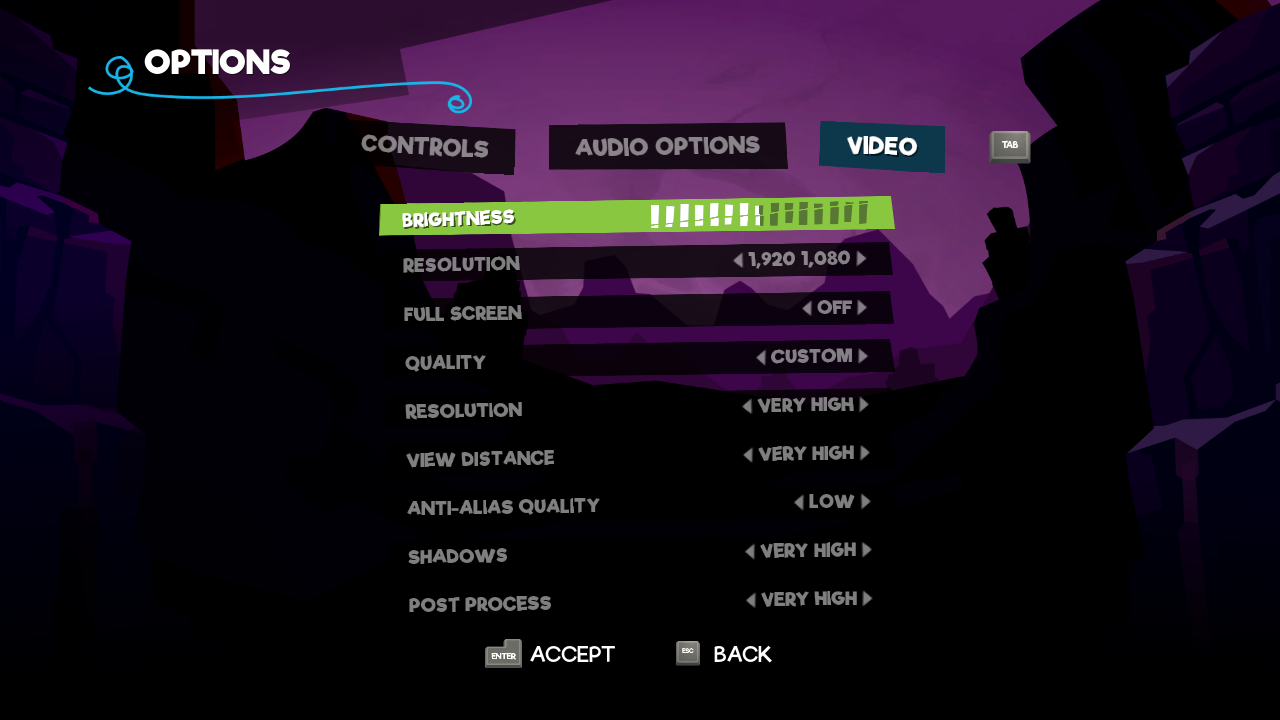 OPTIONS
CONTROLS AUDIO OPTIONS VIDEO TAB
BRIGHTNESS
RESOLUTION 1,920 1,080
FULL SCREEN OFF
QUALITY CUSTOM
RESOLUTION VERY HIGH
VIEW DISTANCE VERY HIGH
ANTI-ALIAS QUALITY LOW
SHADOWS VERY HIGH
POST PROCESS VERY HIGH
ENTER ACCEPT ESC BACK